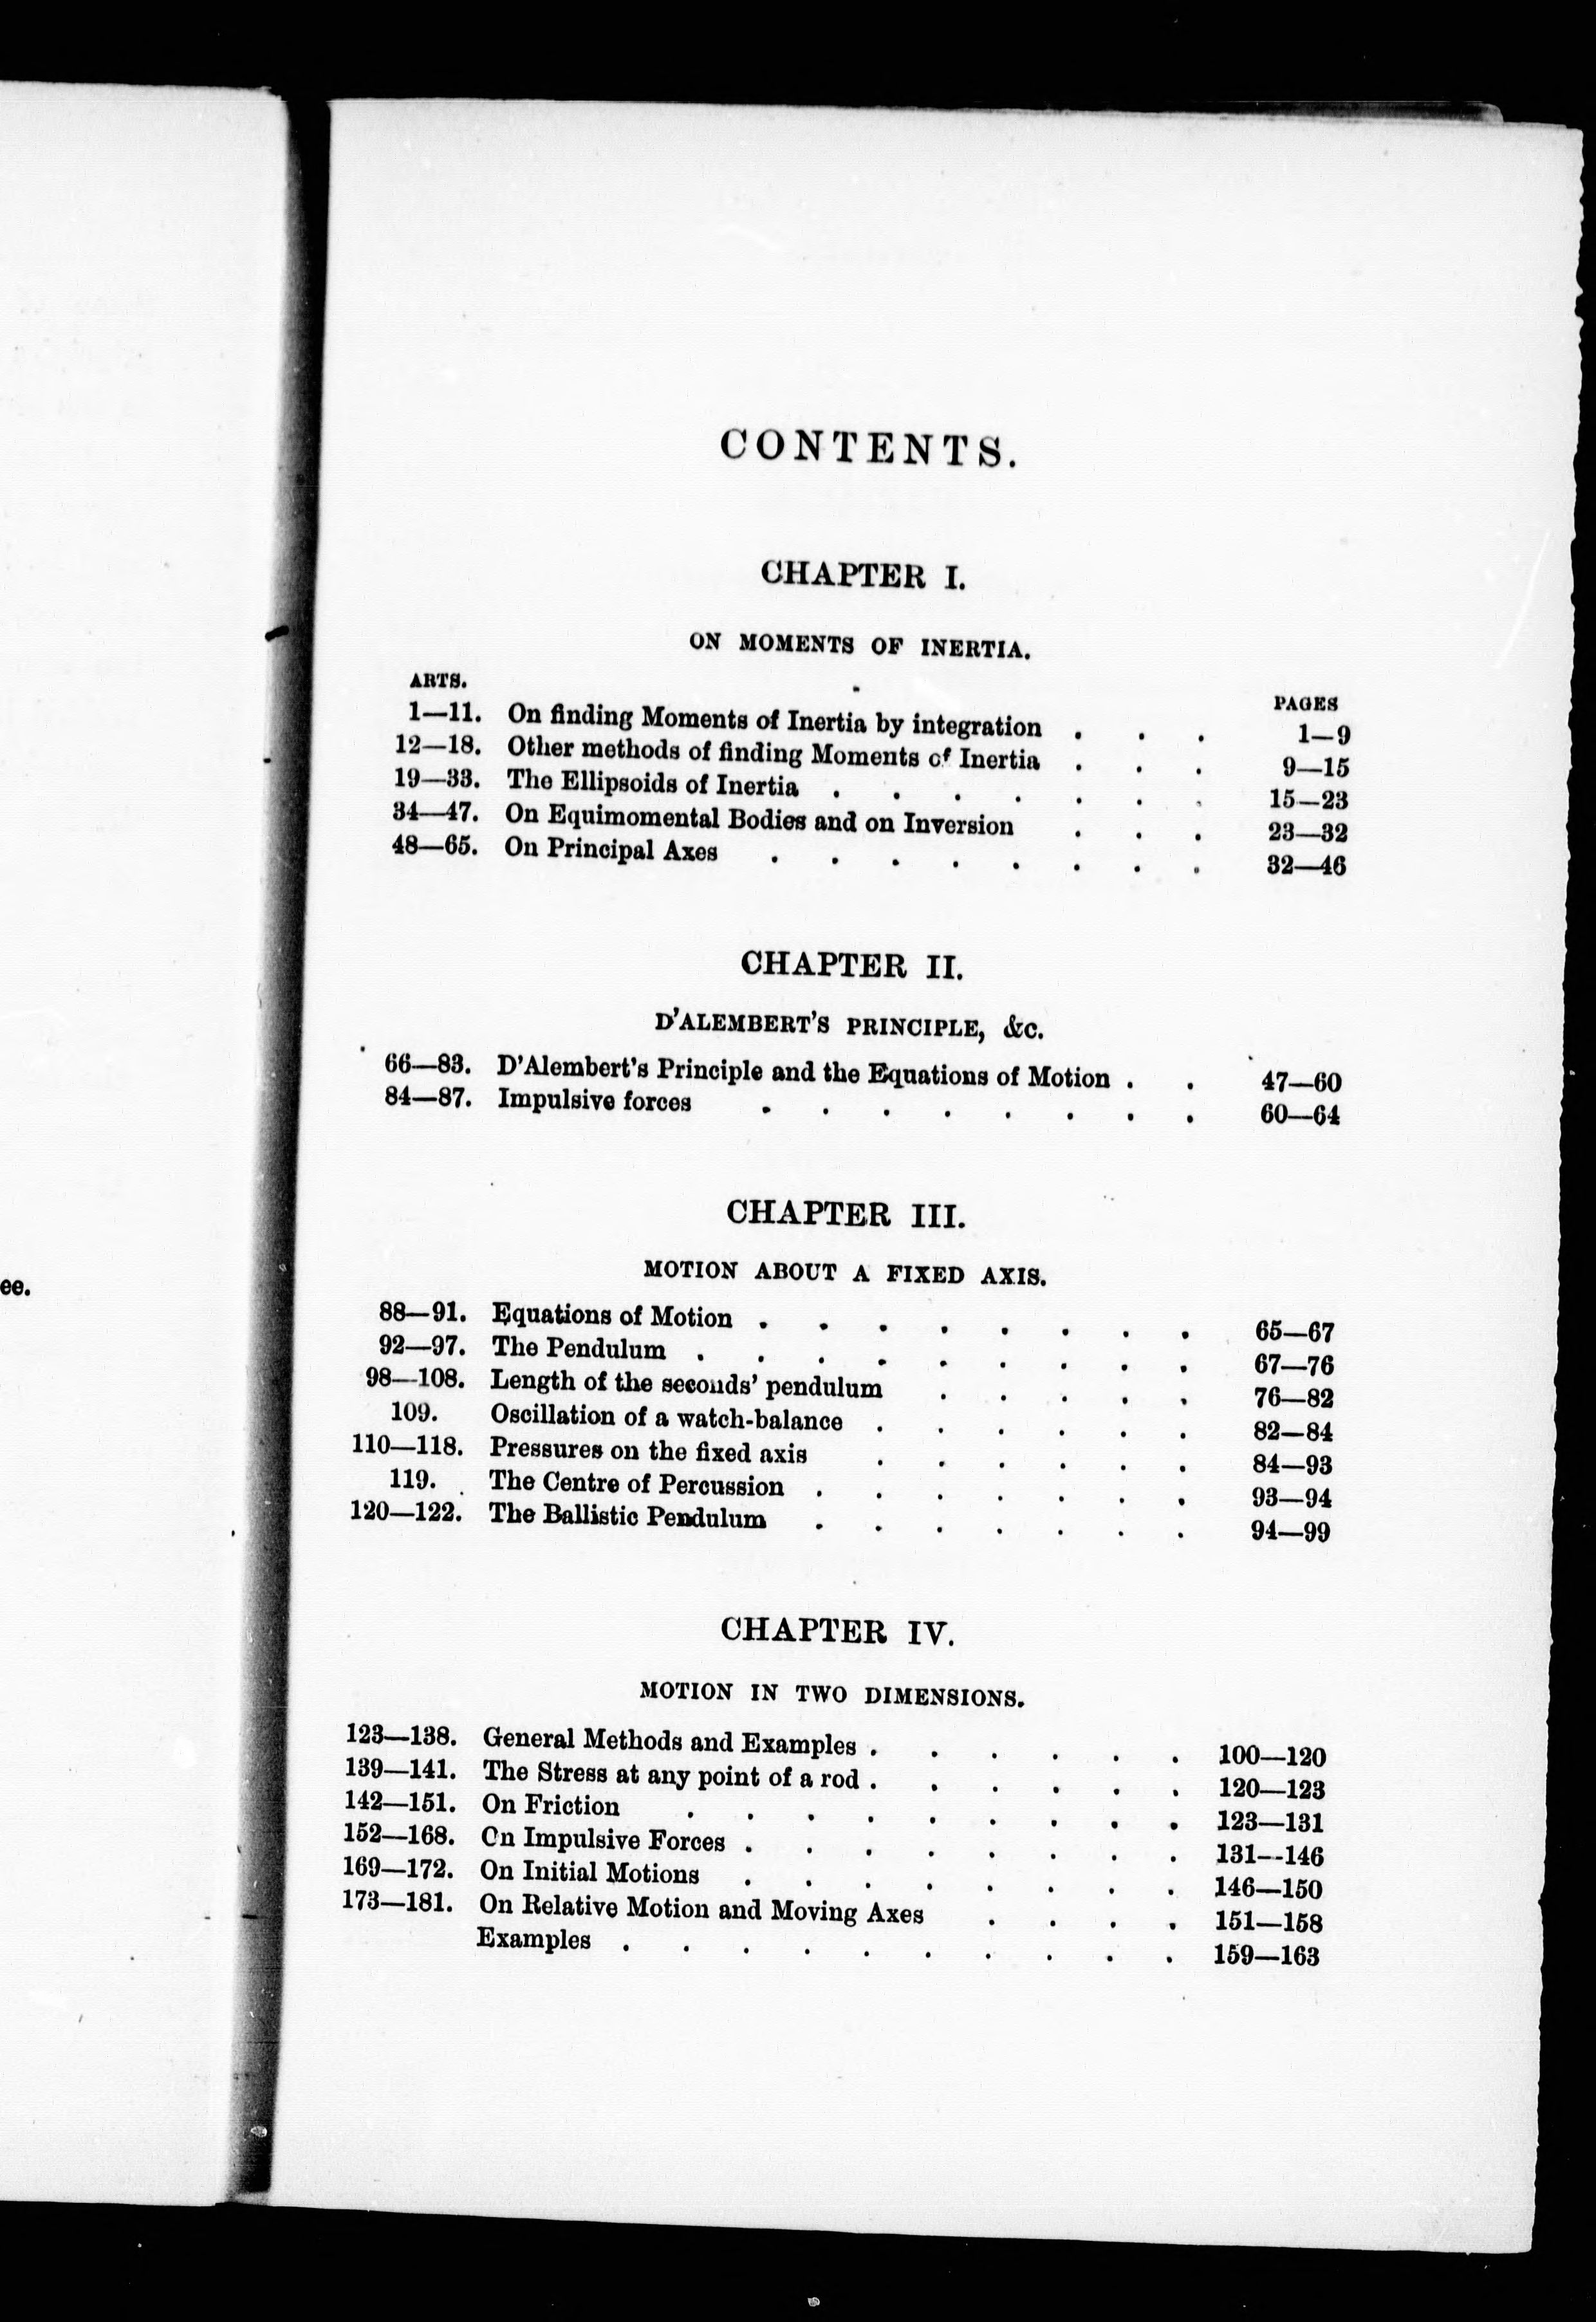 CONTENTS.
CHAPTER I.
ON MOMENTS OF INERTIA.
ARTS. PAGES
1—11. On finding Moments of Inertia by integration . . . 1—9
12—18. Other methods of finding Moments of Inertia . . . 9—15
19—33. The Ellipsoids of Inertia . . . . . . . 15—23
34—47. On Equimomental Bodies and on Inversion . . . 23—32
48—65. On Principal Axes . . . . . . . . 32—46
CHAPTER II.
D'ALEMBERT'S PRINCIPLE, &C.
66—83. D'Alembert's Principle and the Equations of Motion . . 47—60
84—87. Impulsive forces . . . . . . . . 60—64
CHAPTER III.
MOTION ABOUT A FIXED AXIS.
88—91. Equations of Motion . . . . . . . . 65—67
92—97. The Pendulum . . . . . . . . . 67—76
98—108. Length of the seconds' pendulum . . . . . 76—82
109. Oscillation of a watch-balance . . . . . . 82—84
110—118. Pressures on the fixed axis . . . . . . 84—93
119. The Centre of Percussion . . . . . . . 93—94
120—122. The Ballistic Pendulum . . . . . . . 94—99
CHAPTER IV.
MOTION IN TWO DIMENSIONS.
123—138. General Methods and Examples . . . . . . 100—120
139—141. The Stress at any point of a rod . . . . . . 120—123
142—151. On Friction . . . . . . . . . 123—131
152—168. On Impulsive Forces . . . . . . . . 131—146
169—172. On Initial Motions . . . . . . . . 146—150
173—181. On Relative Motion and Moving Axes . . . . 151—158
Examples . . . . . . . . . . 159—163
ee.